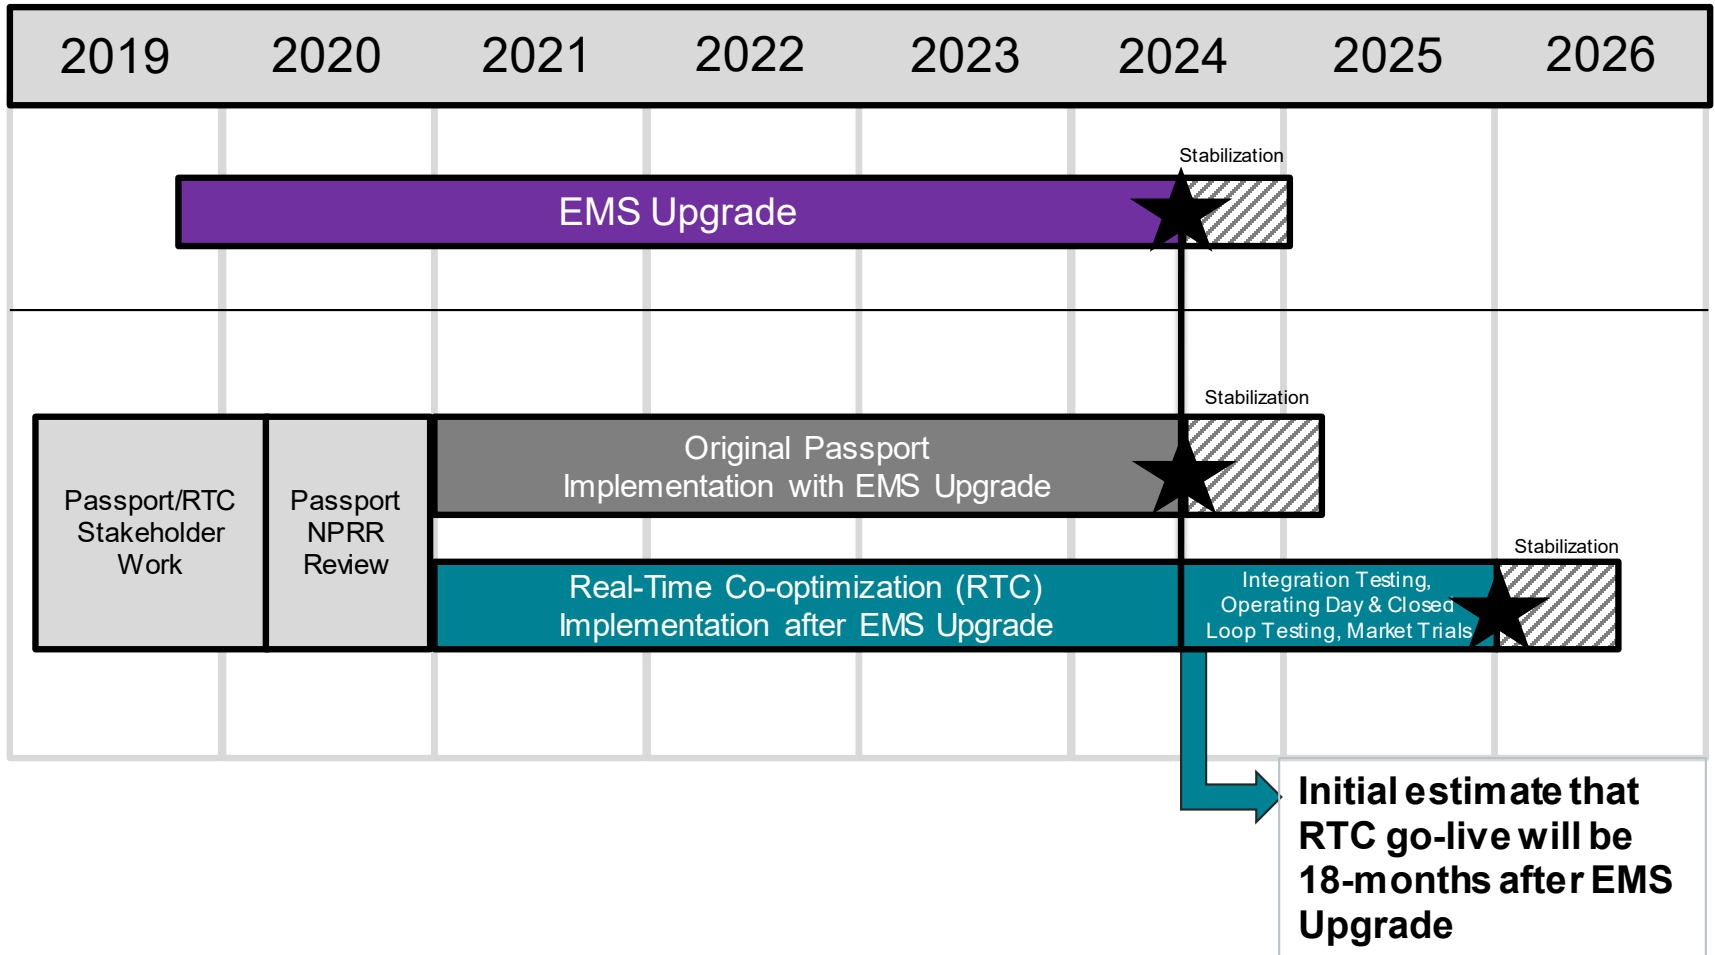 2019 2020 2021 2022 2023 2024 2025 2026
Stabilization
EMS Upgrade
Stabilization
Original Passport
Implementation with EMS Upgrade
Passport/RTC
Stakeholder
Work
Passport
NPRR
Review
Stabilization
Real-Time Co-optimization (RTC)
Implementation after EMS Upgrade
Integration Testing,
Operating Day & Closed
Loop Testing, Market Trials
Initial estimate that
RTC go-live will be
18-months after EMS
Upgrade